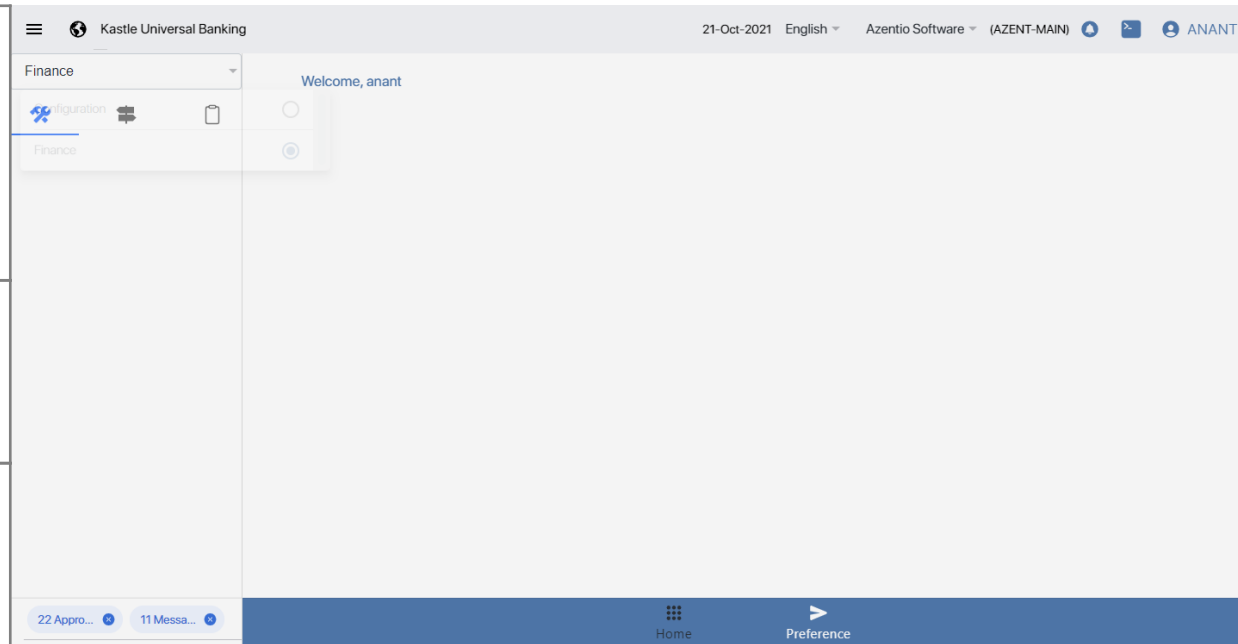 Kastle Universal Banking 21-Oct-2021 English Azentio Software (AZENT-MAIN) ANANT
Finance
Welcome, anant
Configuration
Finance
22 Appro... 11 Messa...
Home Preference